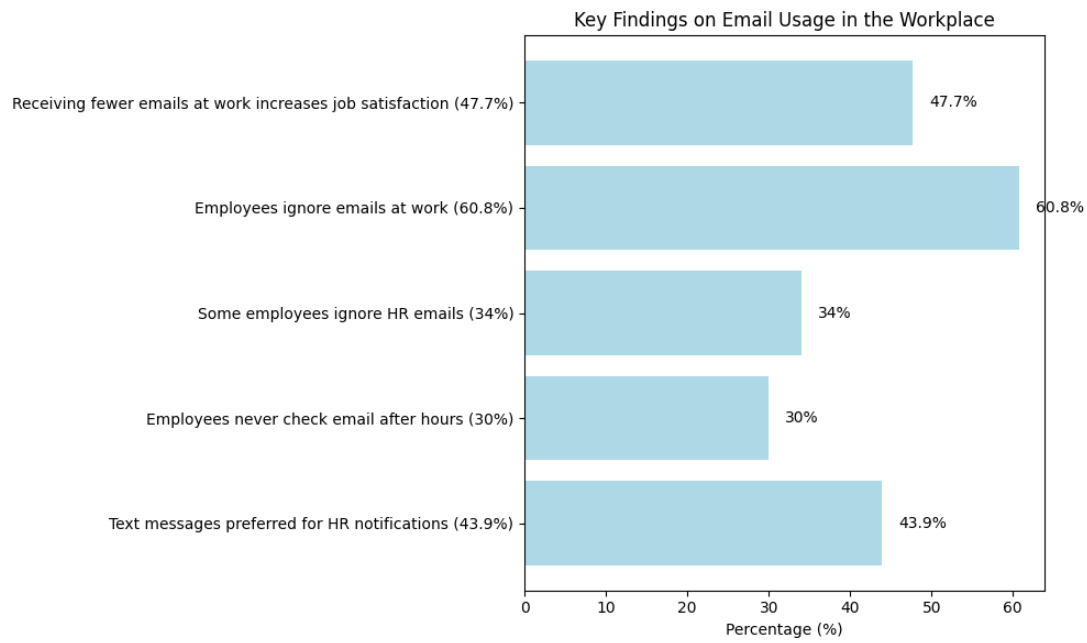 Key Findings on Email Usage in the Workplace
Receiving fewer emails at work increases job satisfaction (47.7%)
47.7%
Employees ignore emails at work (60.8%)
60.8%
Some employees ignore HR emails (34%)
34%
Employees never check email after hours (30%)
30%
Text messages preferred for HR notifications (43.9%)
43.9%
0 10 20 30 40 50 60
Percentage (%)